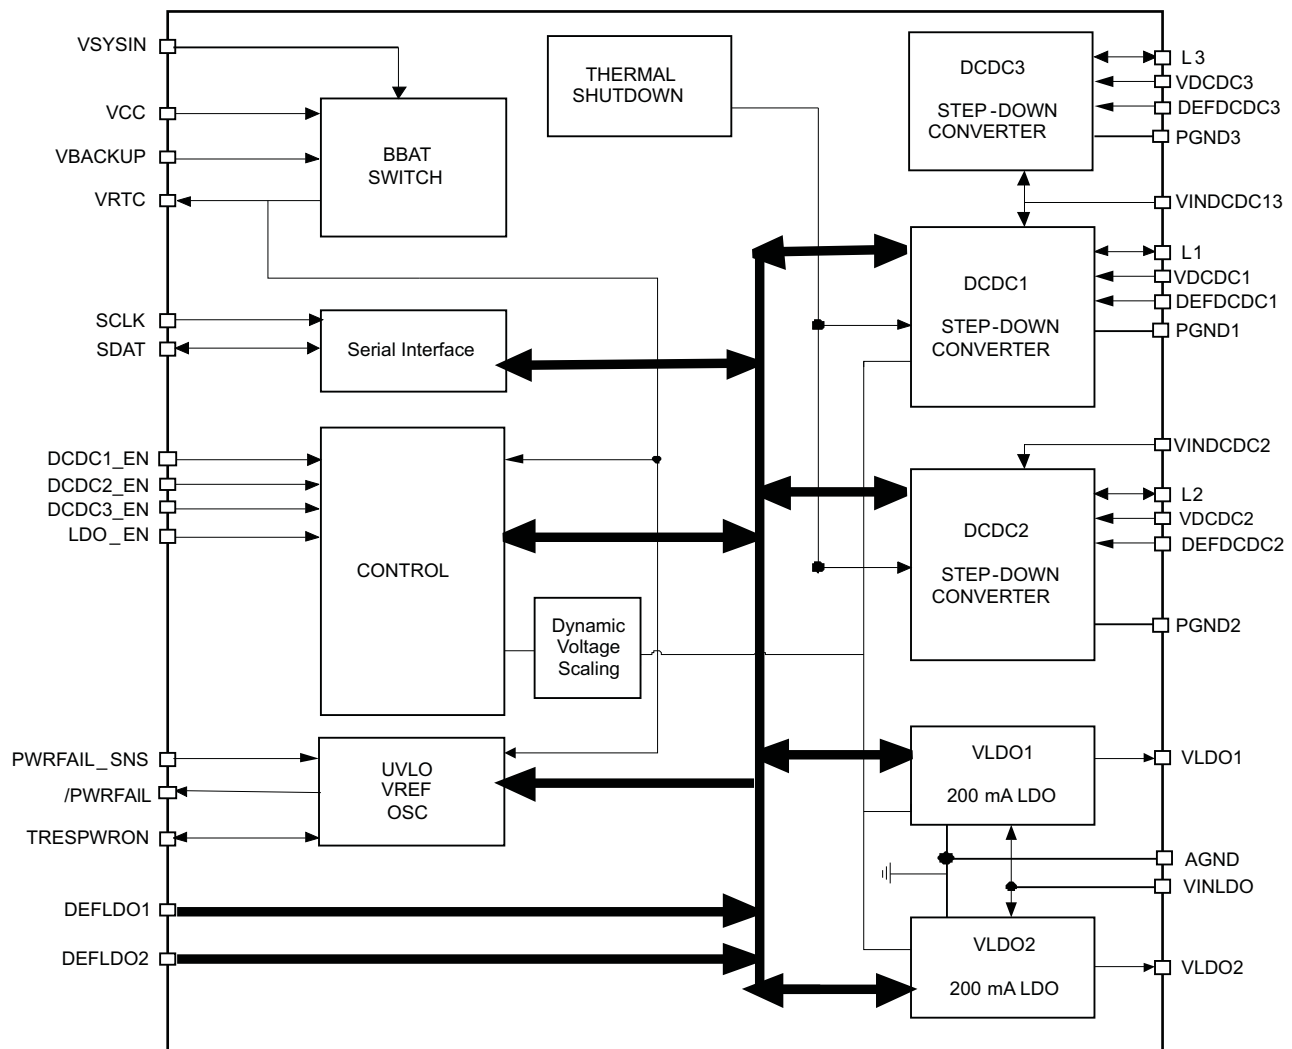 VSYSIN
VCC
VBACKUP
VRTC
SCLK
SDAT
DCDC1_EN
DCDC2_EN
DCDC3_EN
LDO_EN
PWRFAIL_SNS
/PWRFAIL
TRESPWRON
DEFLDO1
DEFLDO2
BBAT
SWITCH
Serial Interface
CONTROL
UVLO
VREF
OSC
Dynamic
Voltage
Scaling
THERMAL
SHUTDOWN
DCDC3
STEP-DOWN
CONVERTER
DCDC1
STEP-DOWN
CONVERTER
DCDC2
STEP-DOWN
CONVERTER
VLDO1
200 mA LDO
VLDO2
200 mA LDO
L3
VDCDC3
DEFDCDC3
PGND3
VINDCDC13
L1
VDCDC1
DEFDCDC1
PGND1
VINDCDC2
L2
VDCDC2
DEFDCDC2
PGND2
VLDO1
AGND
VINLDO
VLDO2